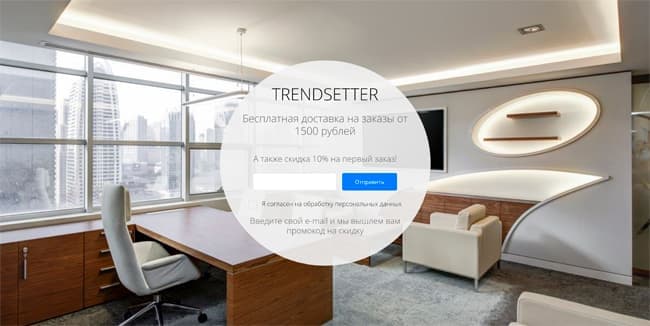 TRENDSETTER
Бесплатная доставка на заказы от
1500 рублей
А также скидка 10% на первый заказ!
Отправить
Я согласен на обработку персональных данных
Введите свой e-mail и мы вышлем вам
промокод на скидку